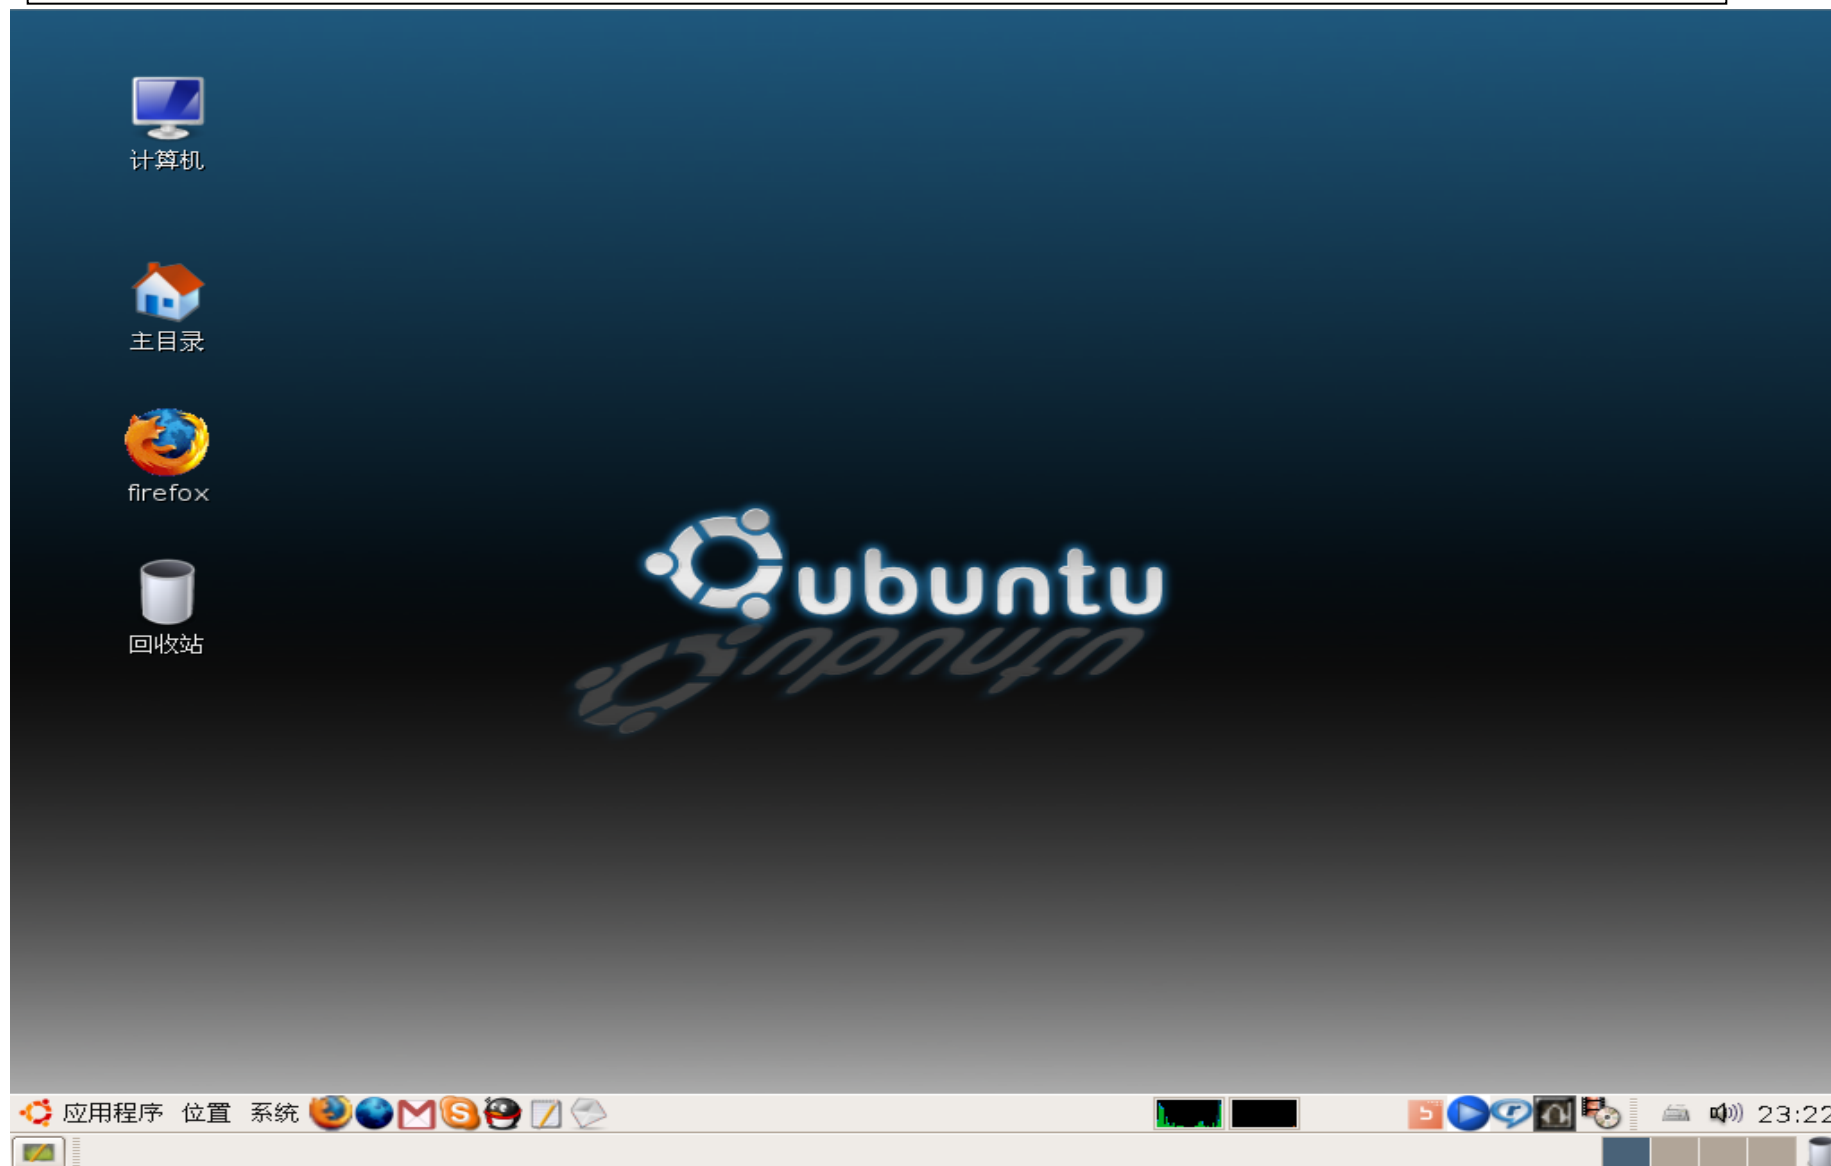 计算机
主目录
firefox
回收站
ubuntu
应用程序 位置 系统
23:22